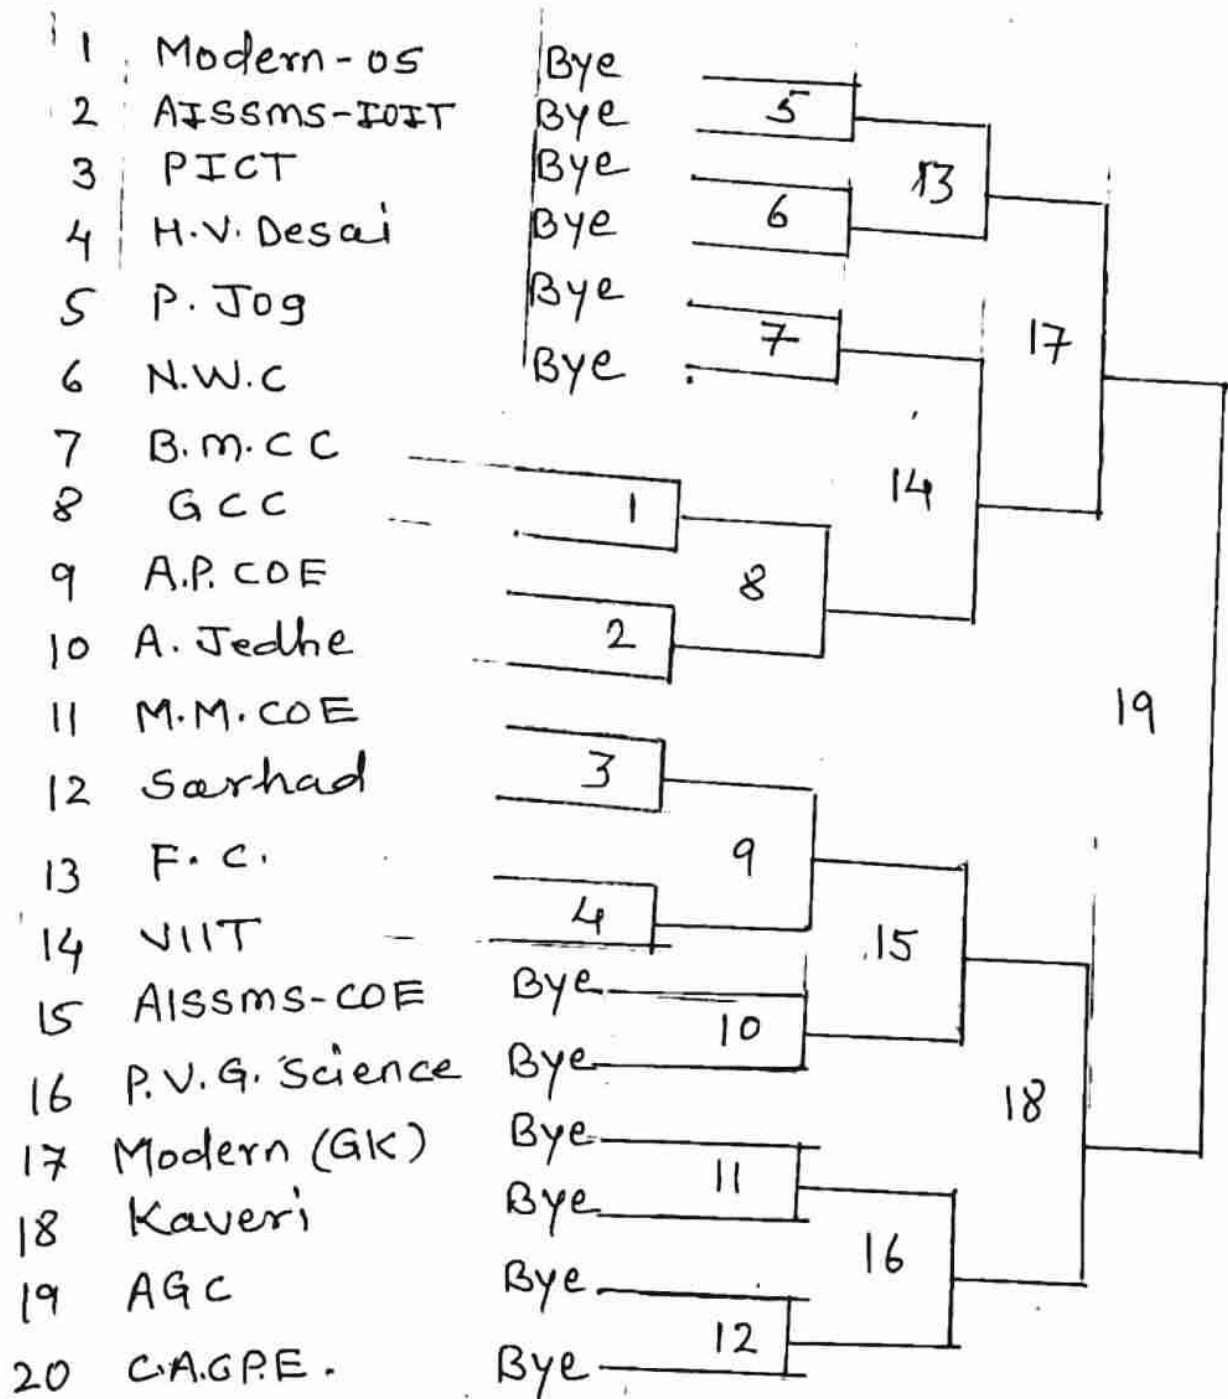 1 Modern-os Bye
2 AISSMS-IOIT Bye 5
3 PICT Bye 13
4 H.V. Desai Bye 6
5 P. Jog Bye
6 N.W.C Bye 7 17
7 B.M.C C
8 GCC 1 14
9 A.P. COE 8
10 A. Jedhe 2
11 M.M. COE 19
12 Sarhad 3
13 F.C. 9
14 VIIT 4 15
15 AISSMS-COE Bye 10
16 P.V.G. Science Bye 18
17 Modern (GK) Bye 11
18 Kaveri Bye 16
19 AGC Bye 12
20 C.A.GP.E. Bye